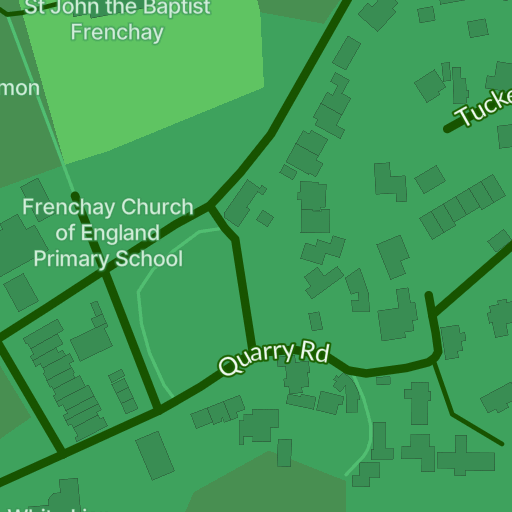 St John the Baptist
Frenchay
mon
Tucke
Frenchay Church
of England
Primary School
Quarry Rd